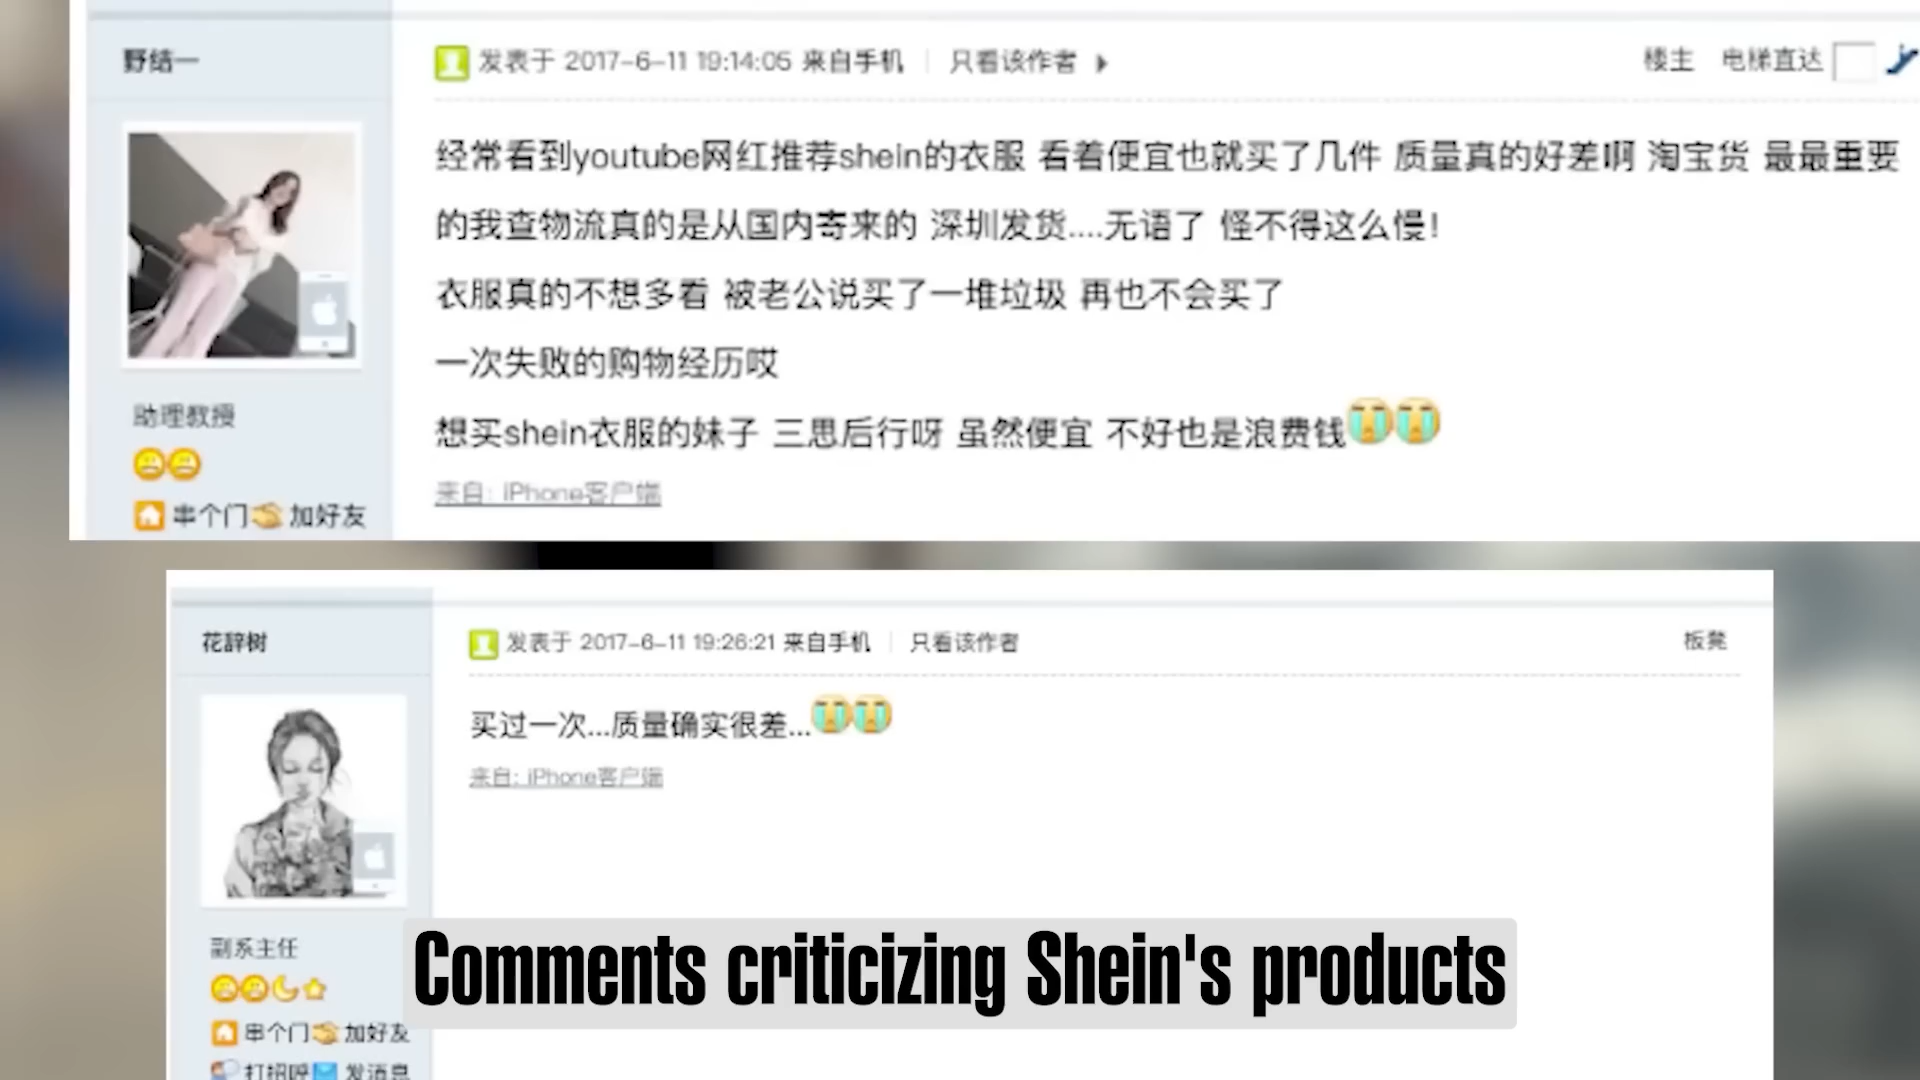 野结一
发表于 2017-6-11 19:14:05 来自手机 只看该作者
楼主 电梯直达
经常看到youtube网红推荐shein的衣服 看着便宜也就买了几件 质量真的好差啊 淘宝货 最最重要
的我查物流真的是从国内寄来的 深圳发货....无语了 怪不得这么慢!
衣服真的不想多看 被老公说买了一堆垃圾 再也不会买了
一次失败的购物经历哎
想买shein衣服的妹子 三思后行呀 虽然便宜 不好也是浪费钱
来自: iPhone客户端
助理教授
串个门 加好友
花辞树
发表于 2017-6-11 19:26:21 来自手机 只看该作者
板凳
买过一次...质量确实很差...
来自: iPhone客户端
副系主任
串个门 加好友
打招呼 发消息
Comments criticizing Shein's products